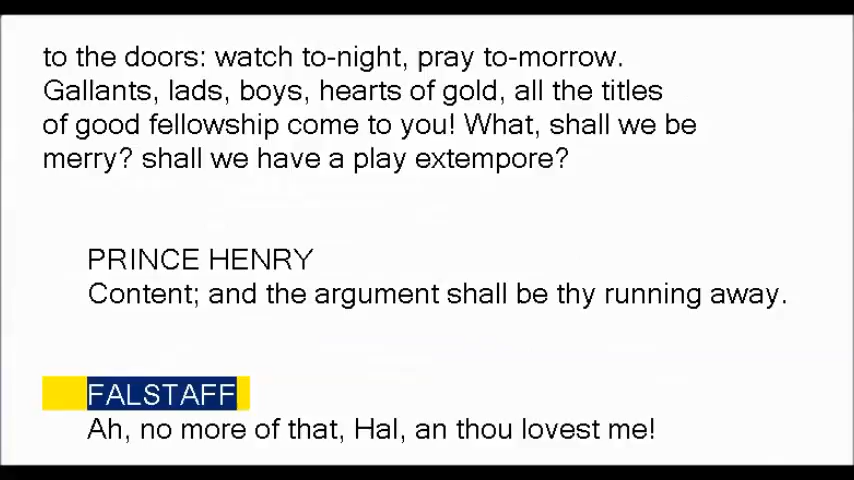 to the doors: watch to-night, pray to-morrow.
Gallants, lads, boys, hearts of gold, all the titles
of good fellowship come to you! What, shall we be
merry? shall we have a play extempore?
PRINCE HENRY
Content; and the argument shall be thy running away.
FALSTAFF
Ah, no more of that, Hal, an thou lovest me!